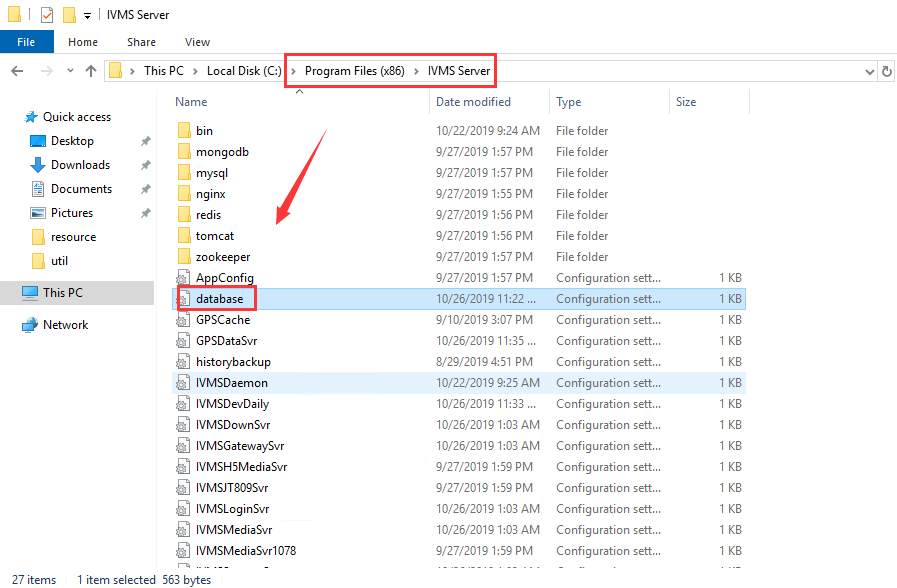 IVMS Server
File Home Share View
This PC Local Disk (C:) Program Files (x86) IVMS Server
Name Date modified Type Size
Quick access
Desktop
Downloads
Documents
Pictures
resource
util
This PC
Network
bin 10/22/2019 9:24 AM File folder
mongodb 9/27/2019 1:57 PM File folder
mysql 9/27/2019 1:57 PM File folder
nginx 9/27/2019 1:55 PM File folder
redis 9/27/2019 1:56 PM File folder
tomcat 9/27/2019 1:56 PM File folder
zookeeper 9/27/2019 1:57 PM File folder
AppConfig 9/27/2019 1:57 PM Configuration sett... 1 KB
database 10/26/2019 11:22 ... Configuration sett... 1 KB
GPSCache 9/10/2019 3:07 PM Configuration sett... 1 KB
GPSDataSvr 10/26/2019 11:35 ... Configuration sett... 1 KB
historybackup 8/29/2019 4:51 PM Configuration sett... 1 KB
IVMSDaemon 10/22/2019 9:25 AM Configuration sett... 1 KB
IVMSDevDaily 10/26/2019 11:33 ... Configuration sett... 1 KB
IVMSDownSvr 10/26/2019 1:03 AM Configuration sett... 1 KB
IVMSGatewaySvr 10/26/2019 1:03 AM Configuration sett... 1 KB
IVMSH5MediaSvr 9/27/2019 1:59 PM Configuration sett... 1 KB
IVMSJT809Svr 9/27/2019 1:59 PM Configuration sett... 1 KB
IVMSLoginSvr 10/26/2019 1:03 AM Configuration sett... 1 KB
IVMSMediaSvr 10/26/2019 1:03 AM Configuration sett... 1 KB
IVMSMediaSvr1078 9/27/2019 1:59 PM Configuration sett... 1 KB
27 items 1 item selected 563 bytes